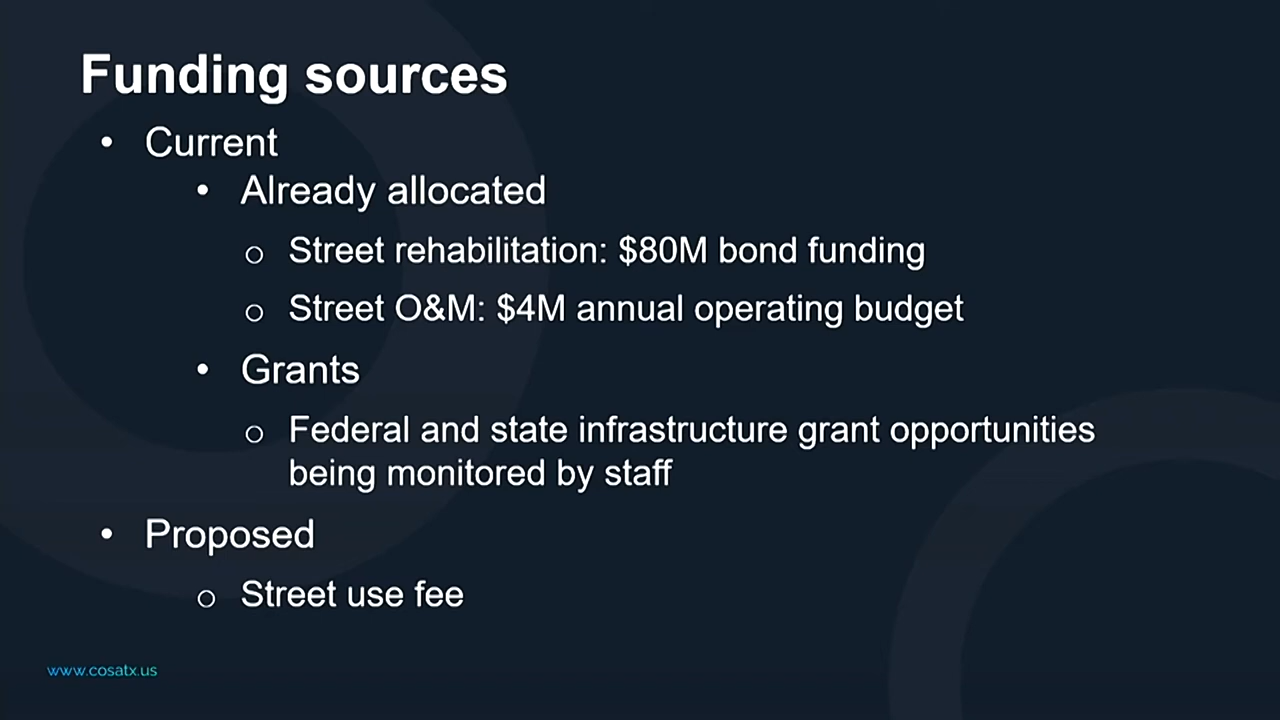 Funding sources
• Current
• Already allocated
o Street rehabilitation: $80M bond funding
o Street O&M: $4M annual operating budget
• Grants
o Federal and state infrastructure grant opportunities
being monitored by staff
• Proposed
o Street use fee
www.cosatx.us